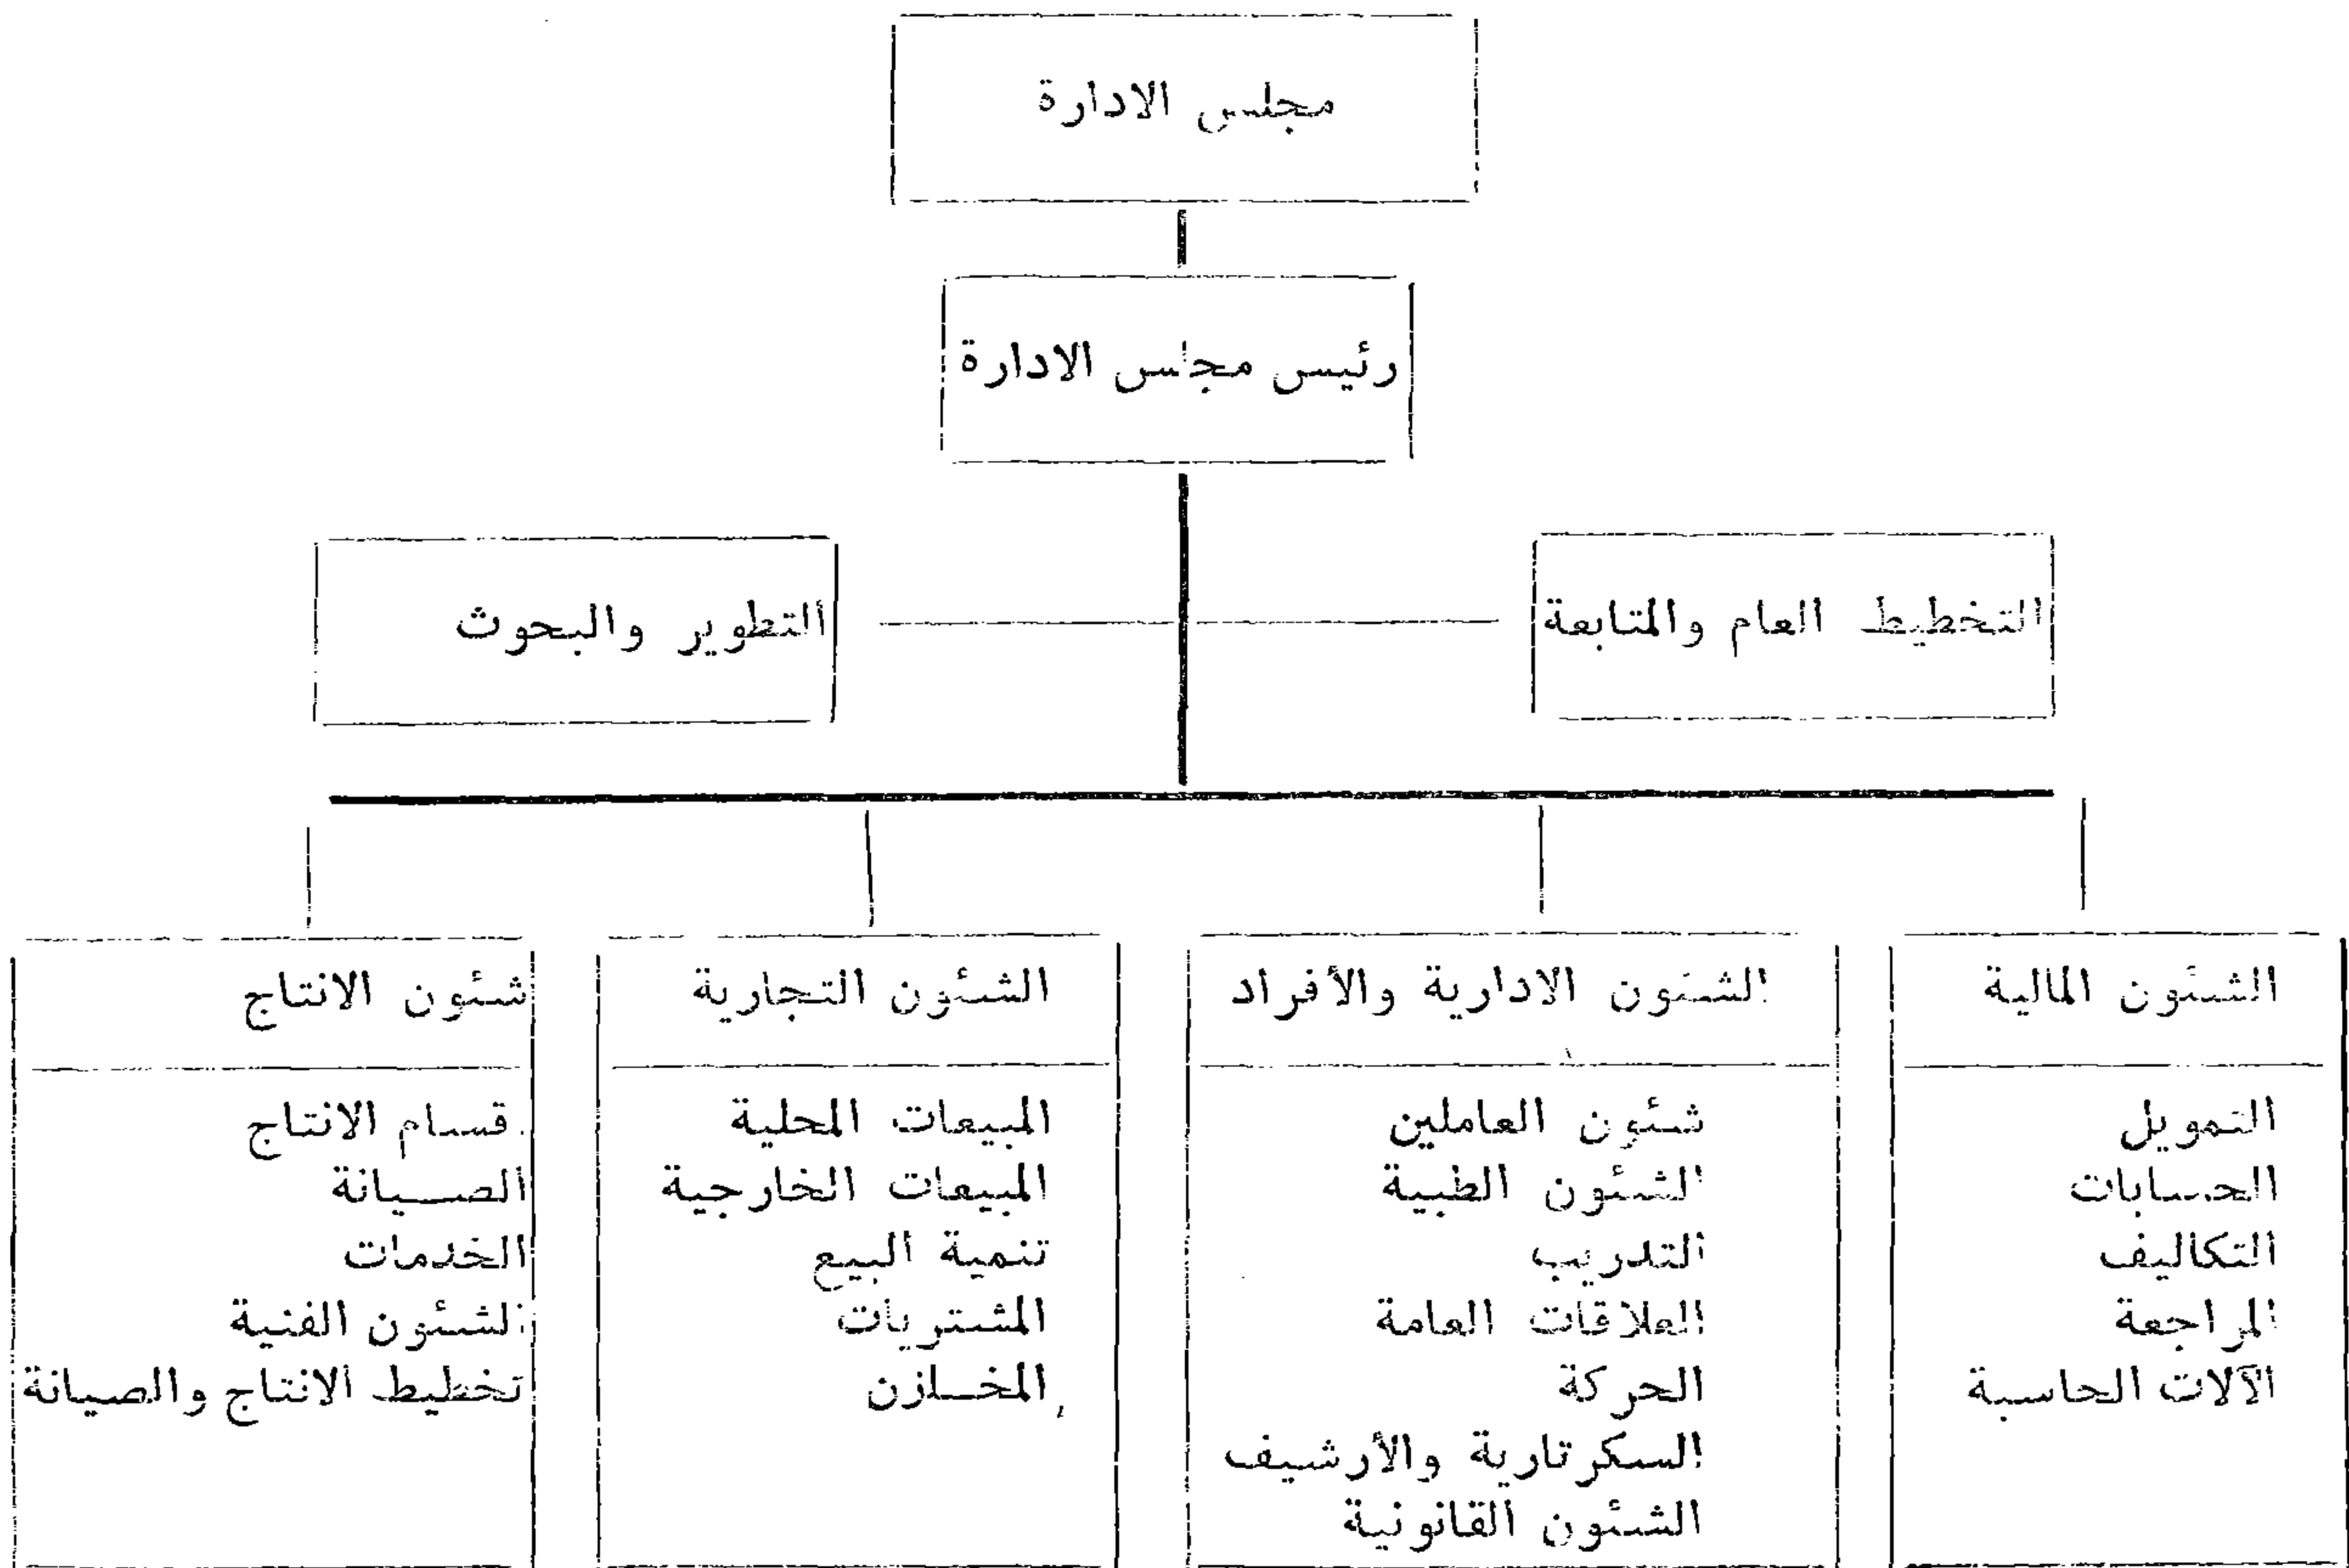 مجلس الادارة
رئيس مجلس الادارة
التخطيط العام والمتابعة
التطوير والبحوث
الشئون المالية
التمويل
الحسابات
التكاليف
المراجعة
الآلات الحاسبة
الشئون الادارية والأفراد
شئون العاملين
الشئون الطبية
التدريب
العلاقات العامة
الحركة
السكرتارية والأرشيف
الشئون القانونية
الشئون التجارية
المبيعات المحلية
المبيعات الخارجية
تنمية البيع
المشتريات
المخازن
شئون الانتاج
أقسام الانتاج
الصيانة
الخدمات
الشئون الفنية
تخطيط الانتاج والصيانة